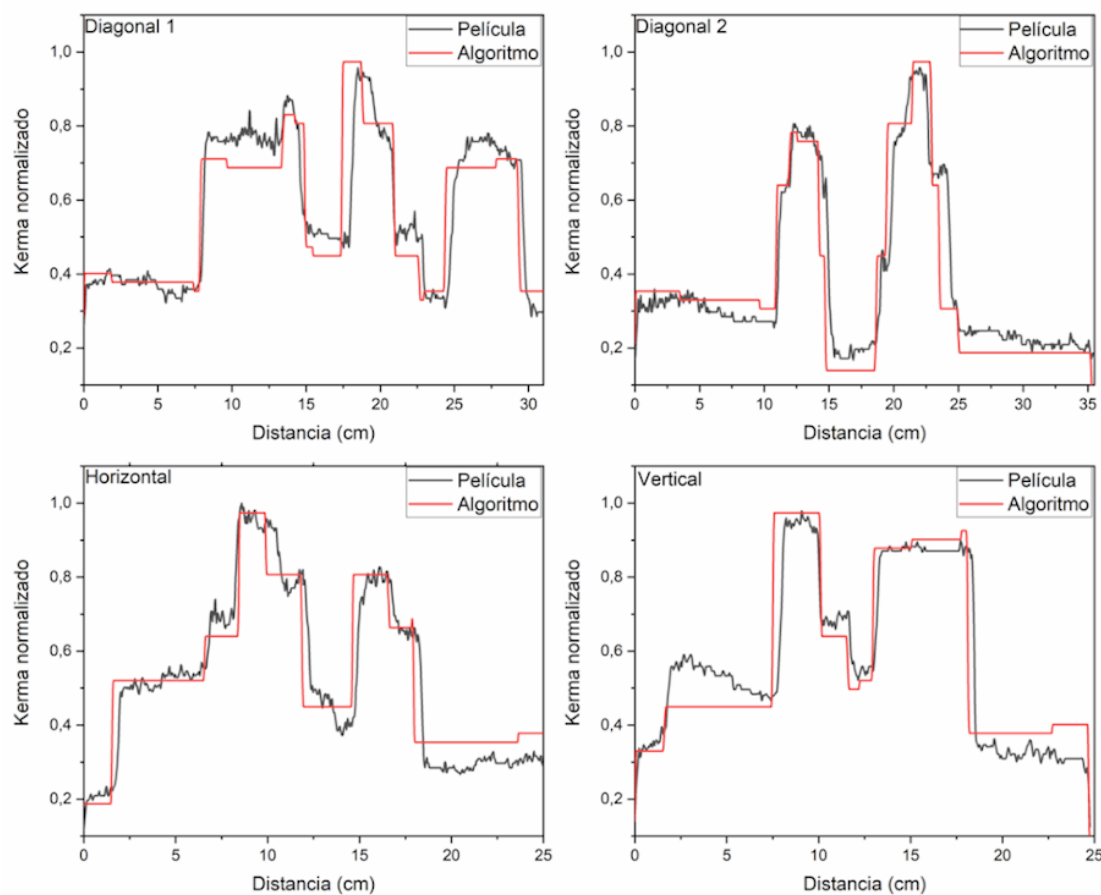 Diagonal 1
Película
Algoritmo
1,0
0,8
0,6
0,4
0,2
Kerma normalizado
0 5 10 15 20 25 30
Distancia (cm)
Diagonal 2
Película
Algoritmo
1,0
0,8
0,6
0,4
0,2
Kerma normalizado
0 5 10 15 20 25 30 35
Distancia (cm)
Horizontal
Película
Algoritmo
1,0
0,8
0,6
0,4
0,2
Kerma normalizado
0 5 10 15 20 25
Distancia (cm)
Vertical
Película
Algoritmo
1,0
0,8
0,6
0,4
0,2
Kerma normalizado
0 5 10 15 20 25
Distancia (cm)